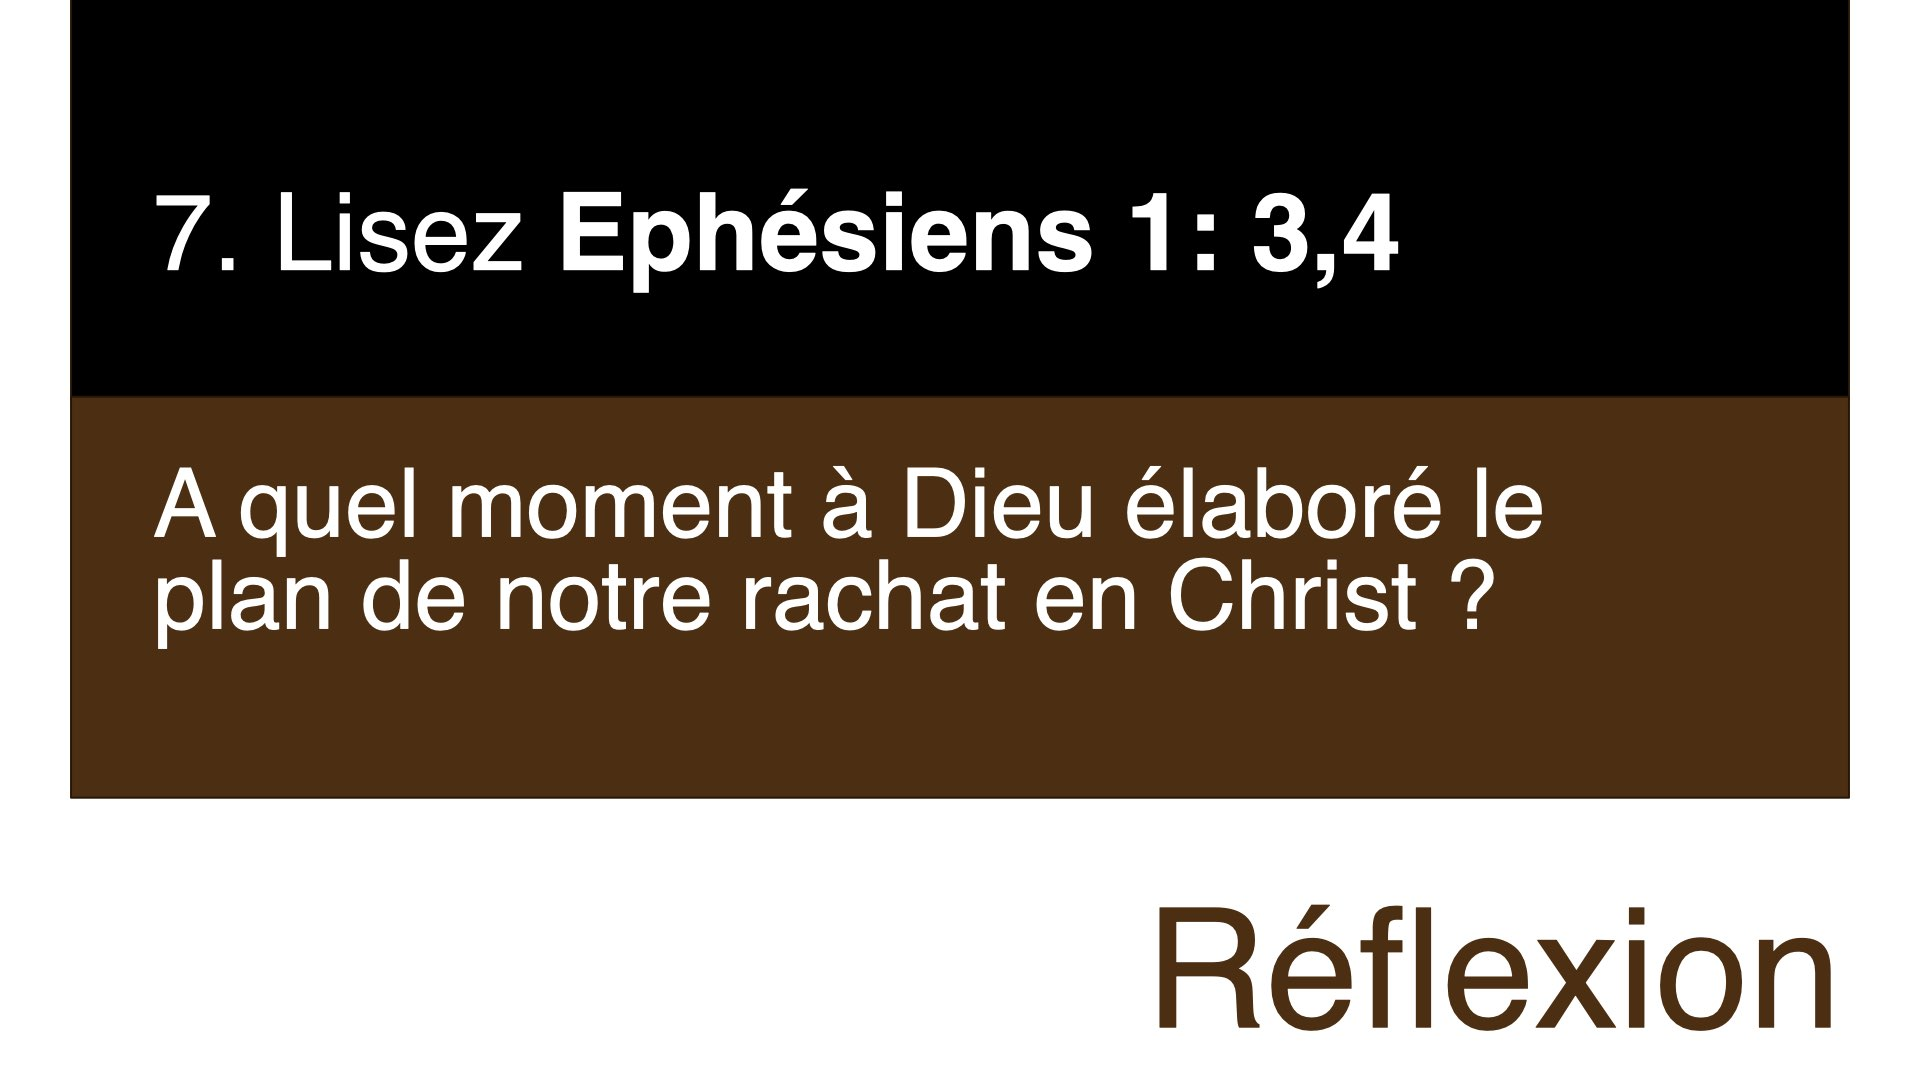 7. Lisez Ephésiens 1: 3,4
A quel moment à Dieu élaboré le
plan de notre rachat en Christ ?
Réflexion